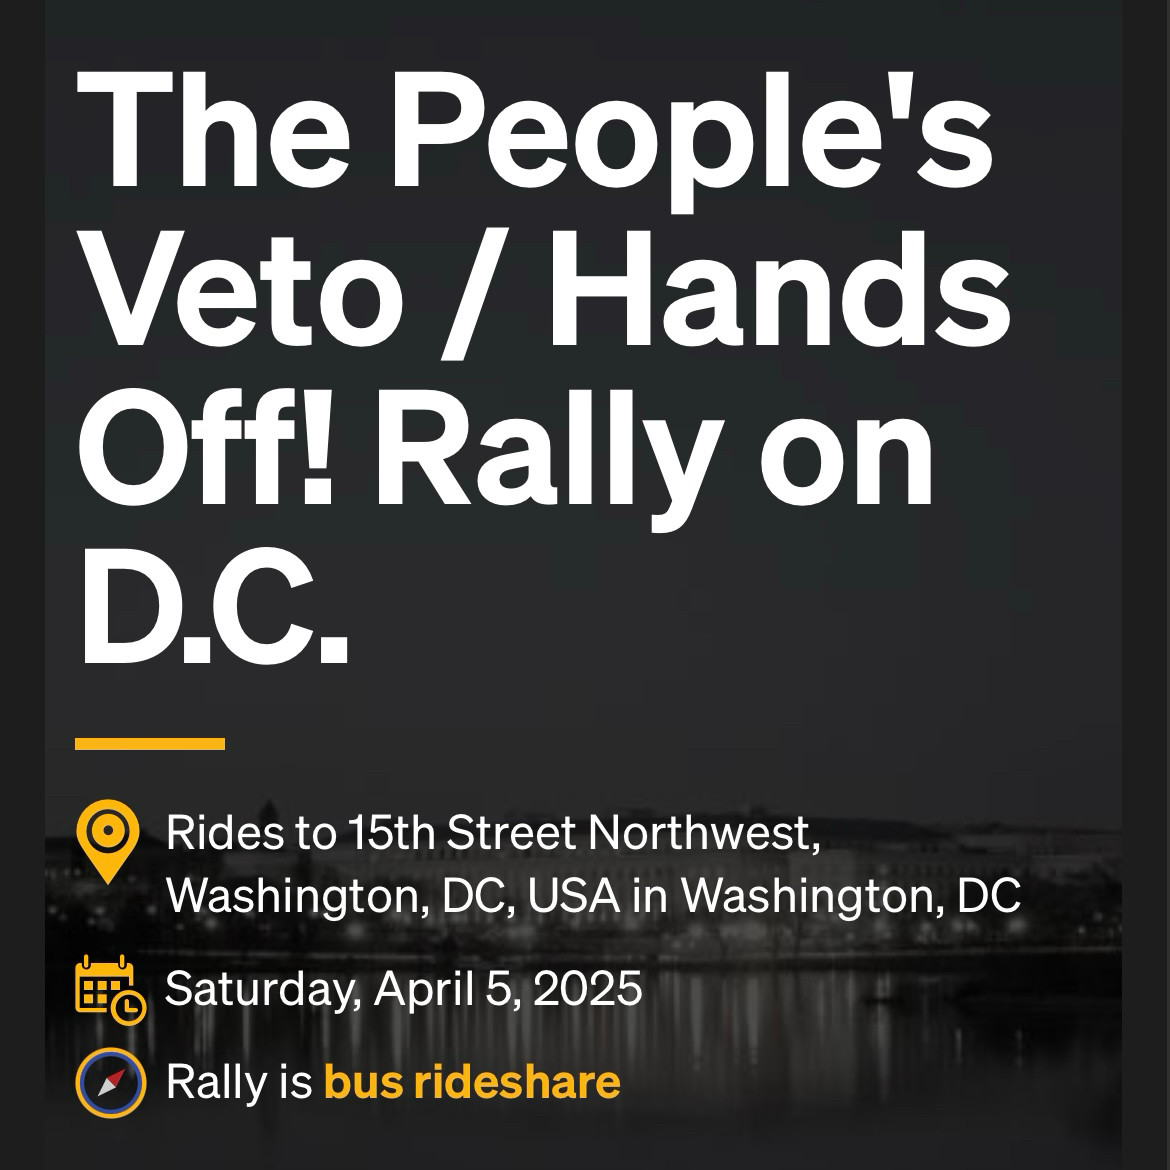 The People's
Veto / Hands
Off! Rally on
D.C.
Rides to 15th Street Northwest,
Washington, DC, USA in Washington, DC
Saturday, April 5, 2025
Rally is bus rideshare